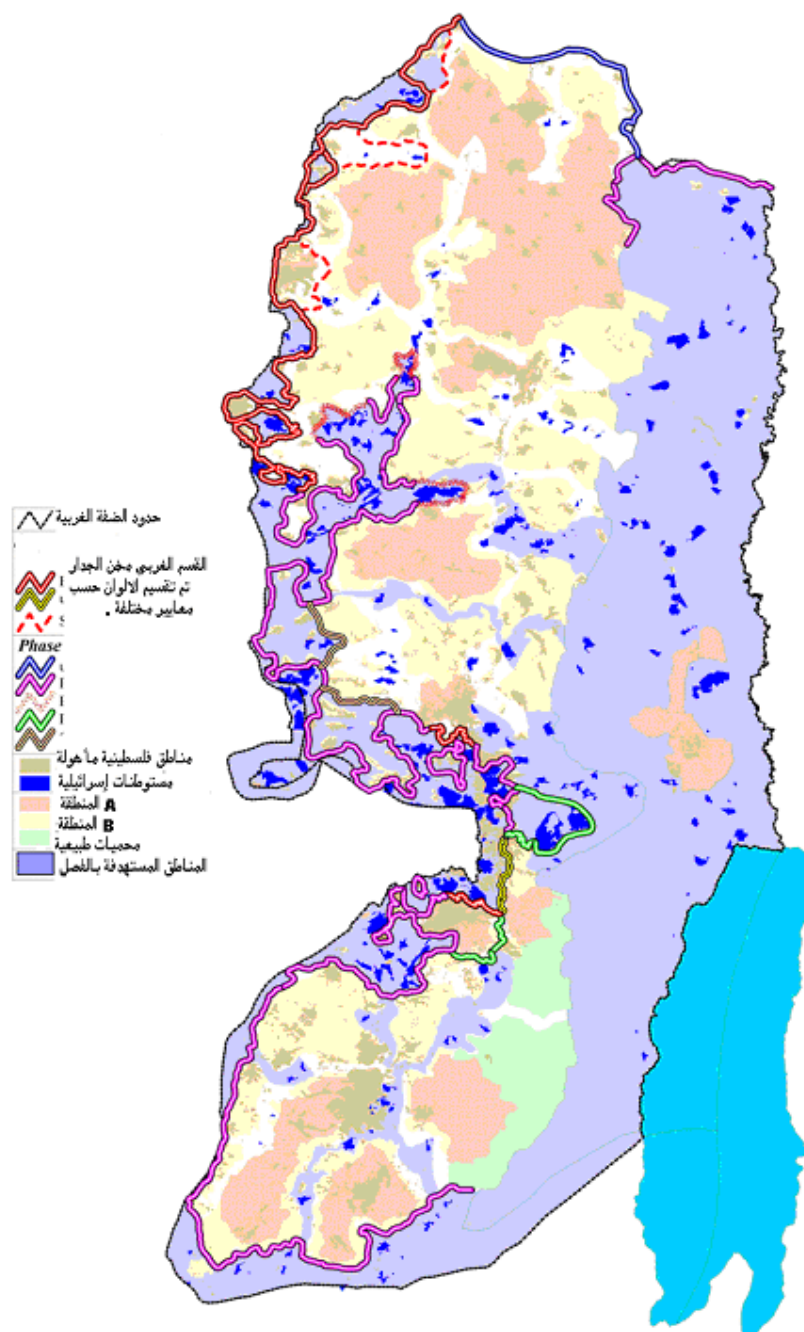 حدود الضفة الغربية
القسم الغربي من الجدار
تم تقسيم الالوان حسب
معايير مختلفة .
Phase
مناطق فلسطينية مأهولة
مستوطنات إسرائيلية
المنطقة A
المنطقة B
محميات طبيعية
المناطق المستهدفة بالفصل